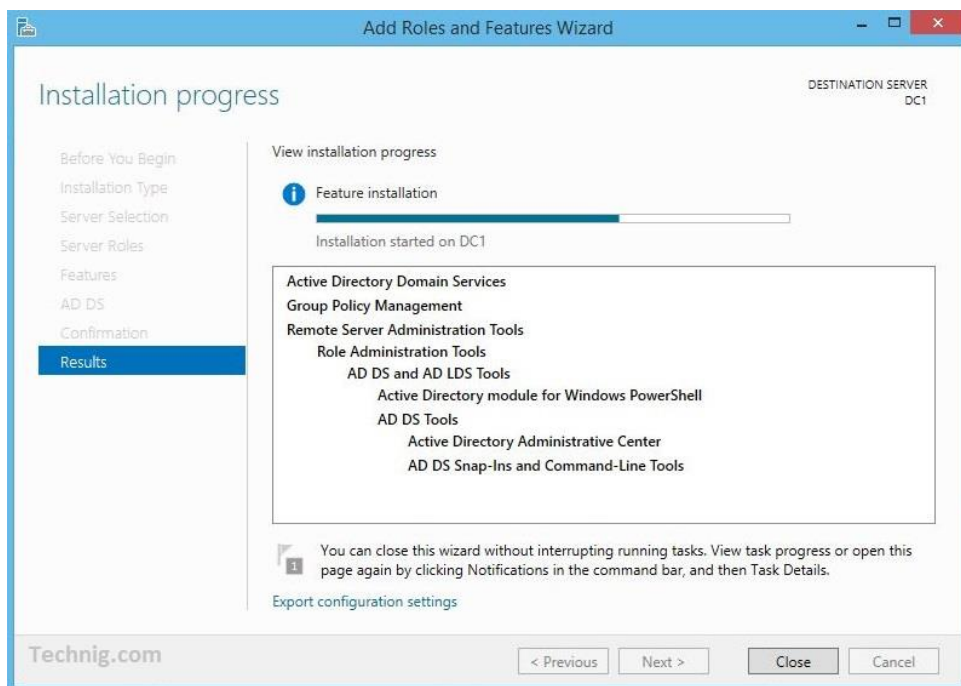 Add Roles and Features Wizard
Installation progress
DESTINATION SERVER
DC1
Before You Begin
Installation Type
Server Selection
Server Roles
Features
AD DS
Confirmation
Results
View installation progress
Feature installation
Installation started on DC1
Active Directory Domain Services
Group Policy Management
Remote Server Administration Tools
Role Administration Tools
AD DS and AD LDS Tools
Active Directory module for Windows PowerShell
AD DS Tools
Active Directory Administrative Center
AD DS Snap-Ins and Command-Line Tools
1
You can close this wizard without interrupting running tasks. View task progress or open this
page again by clicking Notifications in the command bar, and then Task Details.
Export configuration settings
Technig.com
< Previous
Next >
Close
Cancel